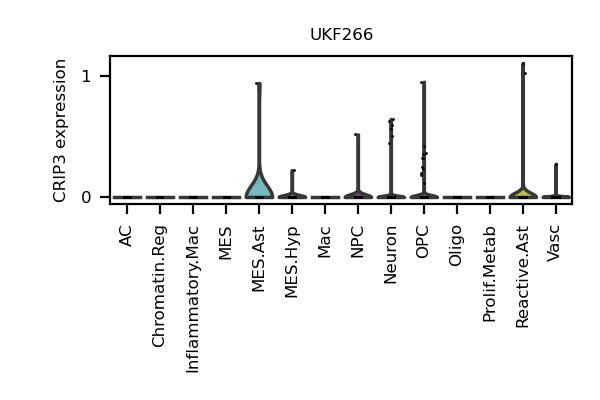 UKF266
CRIP3 expression
1
0
AC
Chromatin.Reg
Inflammatory.Mac
MES
MES.Ast
MES.Hyp
Mac
NPC
Neuron
OPC
Oligo
Prolif.Metab
Reactive.Ast
Vasc